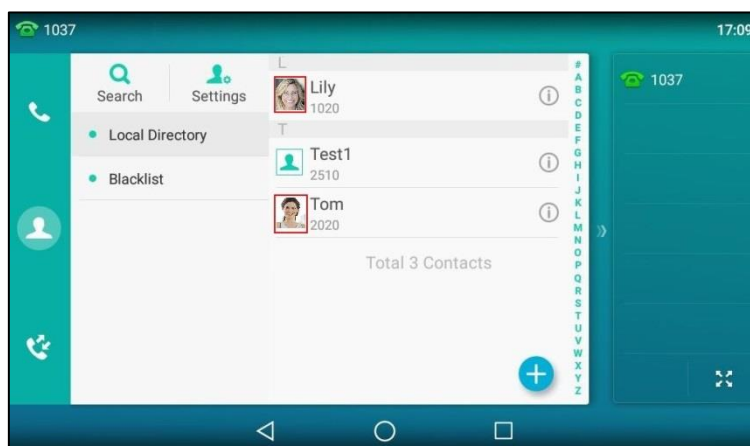 1037
17:09
Search
Settings
Local Directory
Blacklist
L
Lily
1020
T
Test1
2510
Tom
2020
Total 3 Contacts
#
A
B
C
D
E
F
G
H
I
J
K
L
M
N
O
P
Q
R
S
T
U
V
W
X
Y
Z
1037